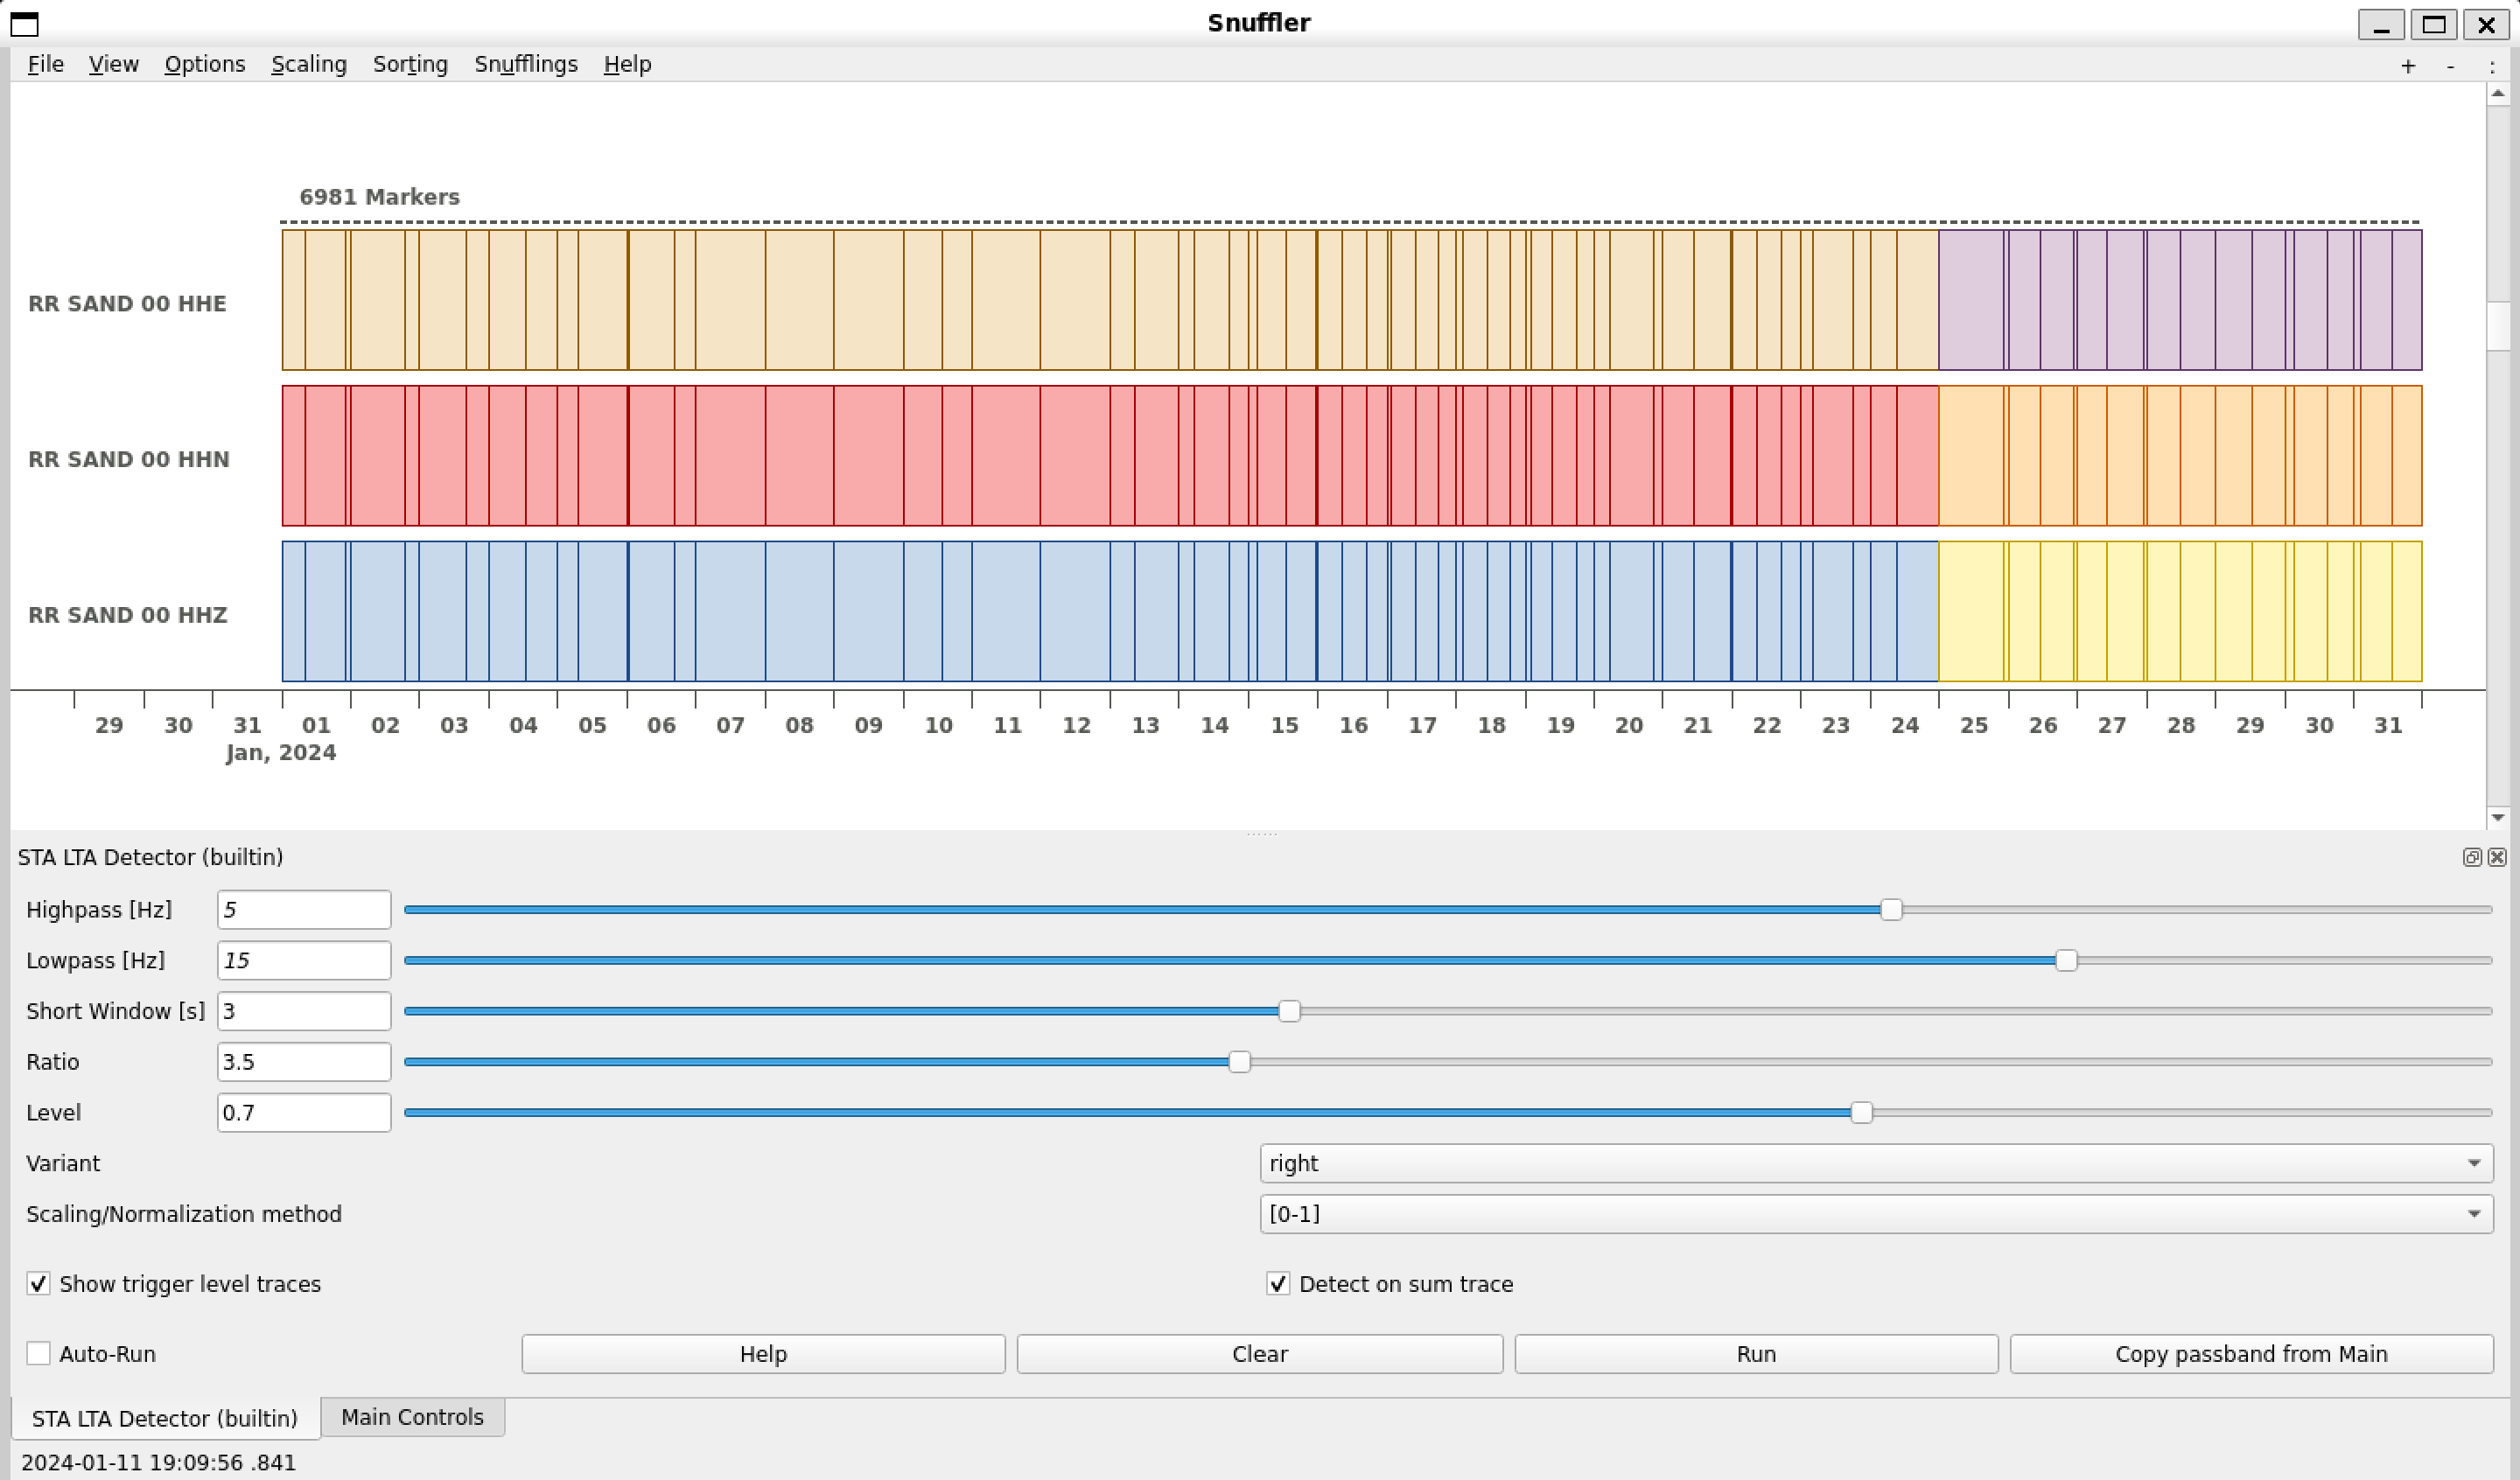 Snuffler
File View Options Scaling Sorting Snufflings Help + - :
6981 Markers
RR SAND 00 HHE
RR SAND 00 HHN
RR SAND 00 HHZ
29 30 31 01 02 03 04 05 06 07 08 09 10 11 12 13 14 15 16 17 18 19 20 21 22 23 24 25 26 27 28 29 30 31
Jan, 2024
STA LTA Detector (builtin)
Highpass [Hz] 5
Lowpass [Hz] 15
Short Window [s] 3
Ratio 3.5
Level 0.7
Variant right
Scaling/Normalization method [0-1]
Show trigger level traces Detect on sum trace
Auto-Run Help Clear Run Copy passband from Main
STA LTA Detector (builtin) Main Controls
2024-01-11 19:09:56 .841